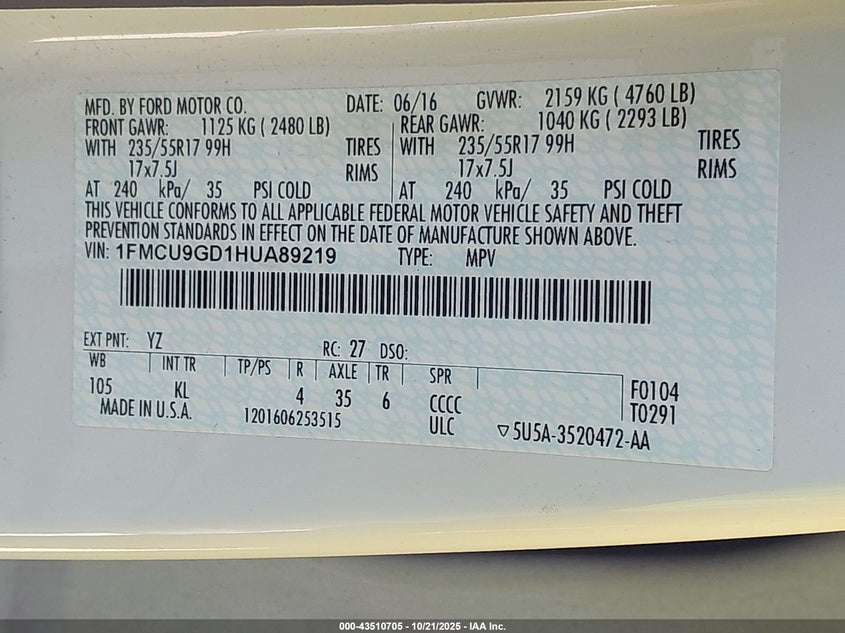 MFD. BY FORD MOTOR CO. DATE: 06/16 GVWR: 2159 KG ( 4760 LB)
FRONT GAWR: 1125 KG ( 2480 LB) REAR GAWR: 1040 KG ( 2293 LB)
WITH 235/55R17 99H TIRES WITH 235/55R17 99H TIRES
17x7.5J RIMS 17x7.5J RIMS
AT 240 kPa/ 35 PSI COLD AT 240 kPa/ 35 PSI COLD
THIS VEHICLE CONFORMS TO ALL APPLICABLE FEDERAL MOTOR VEHICLE SAFETY AND THEFT
PREVENTION STANDARDS IN EFFECT ON THE DATE OF MANUFACTURE SHOWN ABOVE.
VIN: 1FMCU9GD1HUA89219 TYPE: MPV
EXT PNT: YZ RC: 27 DSO:
WB INT TR TP/PS R AXLE TR SPR
105 KL 4 35 6 CCCC F0104
MADE IN U.S.A. 1201606253515 ULC T0291
5U5A-3520472-AA
000-43510705 - 10/21/2025 - IAA Inc.